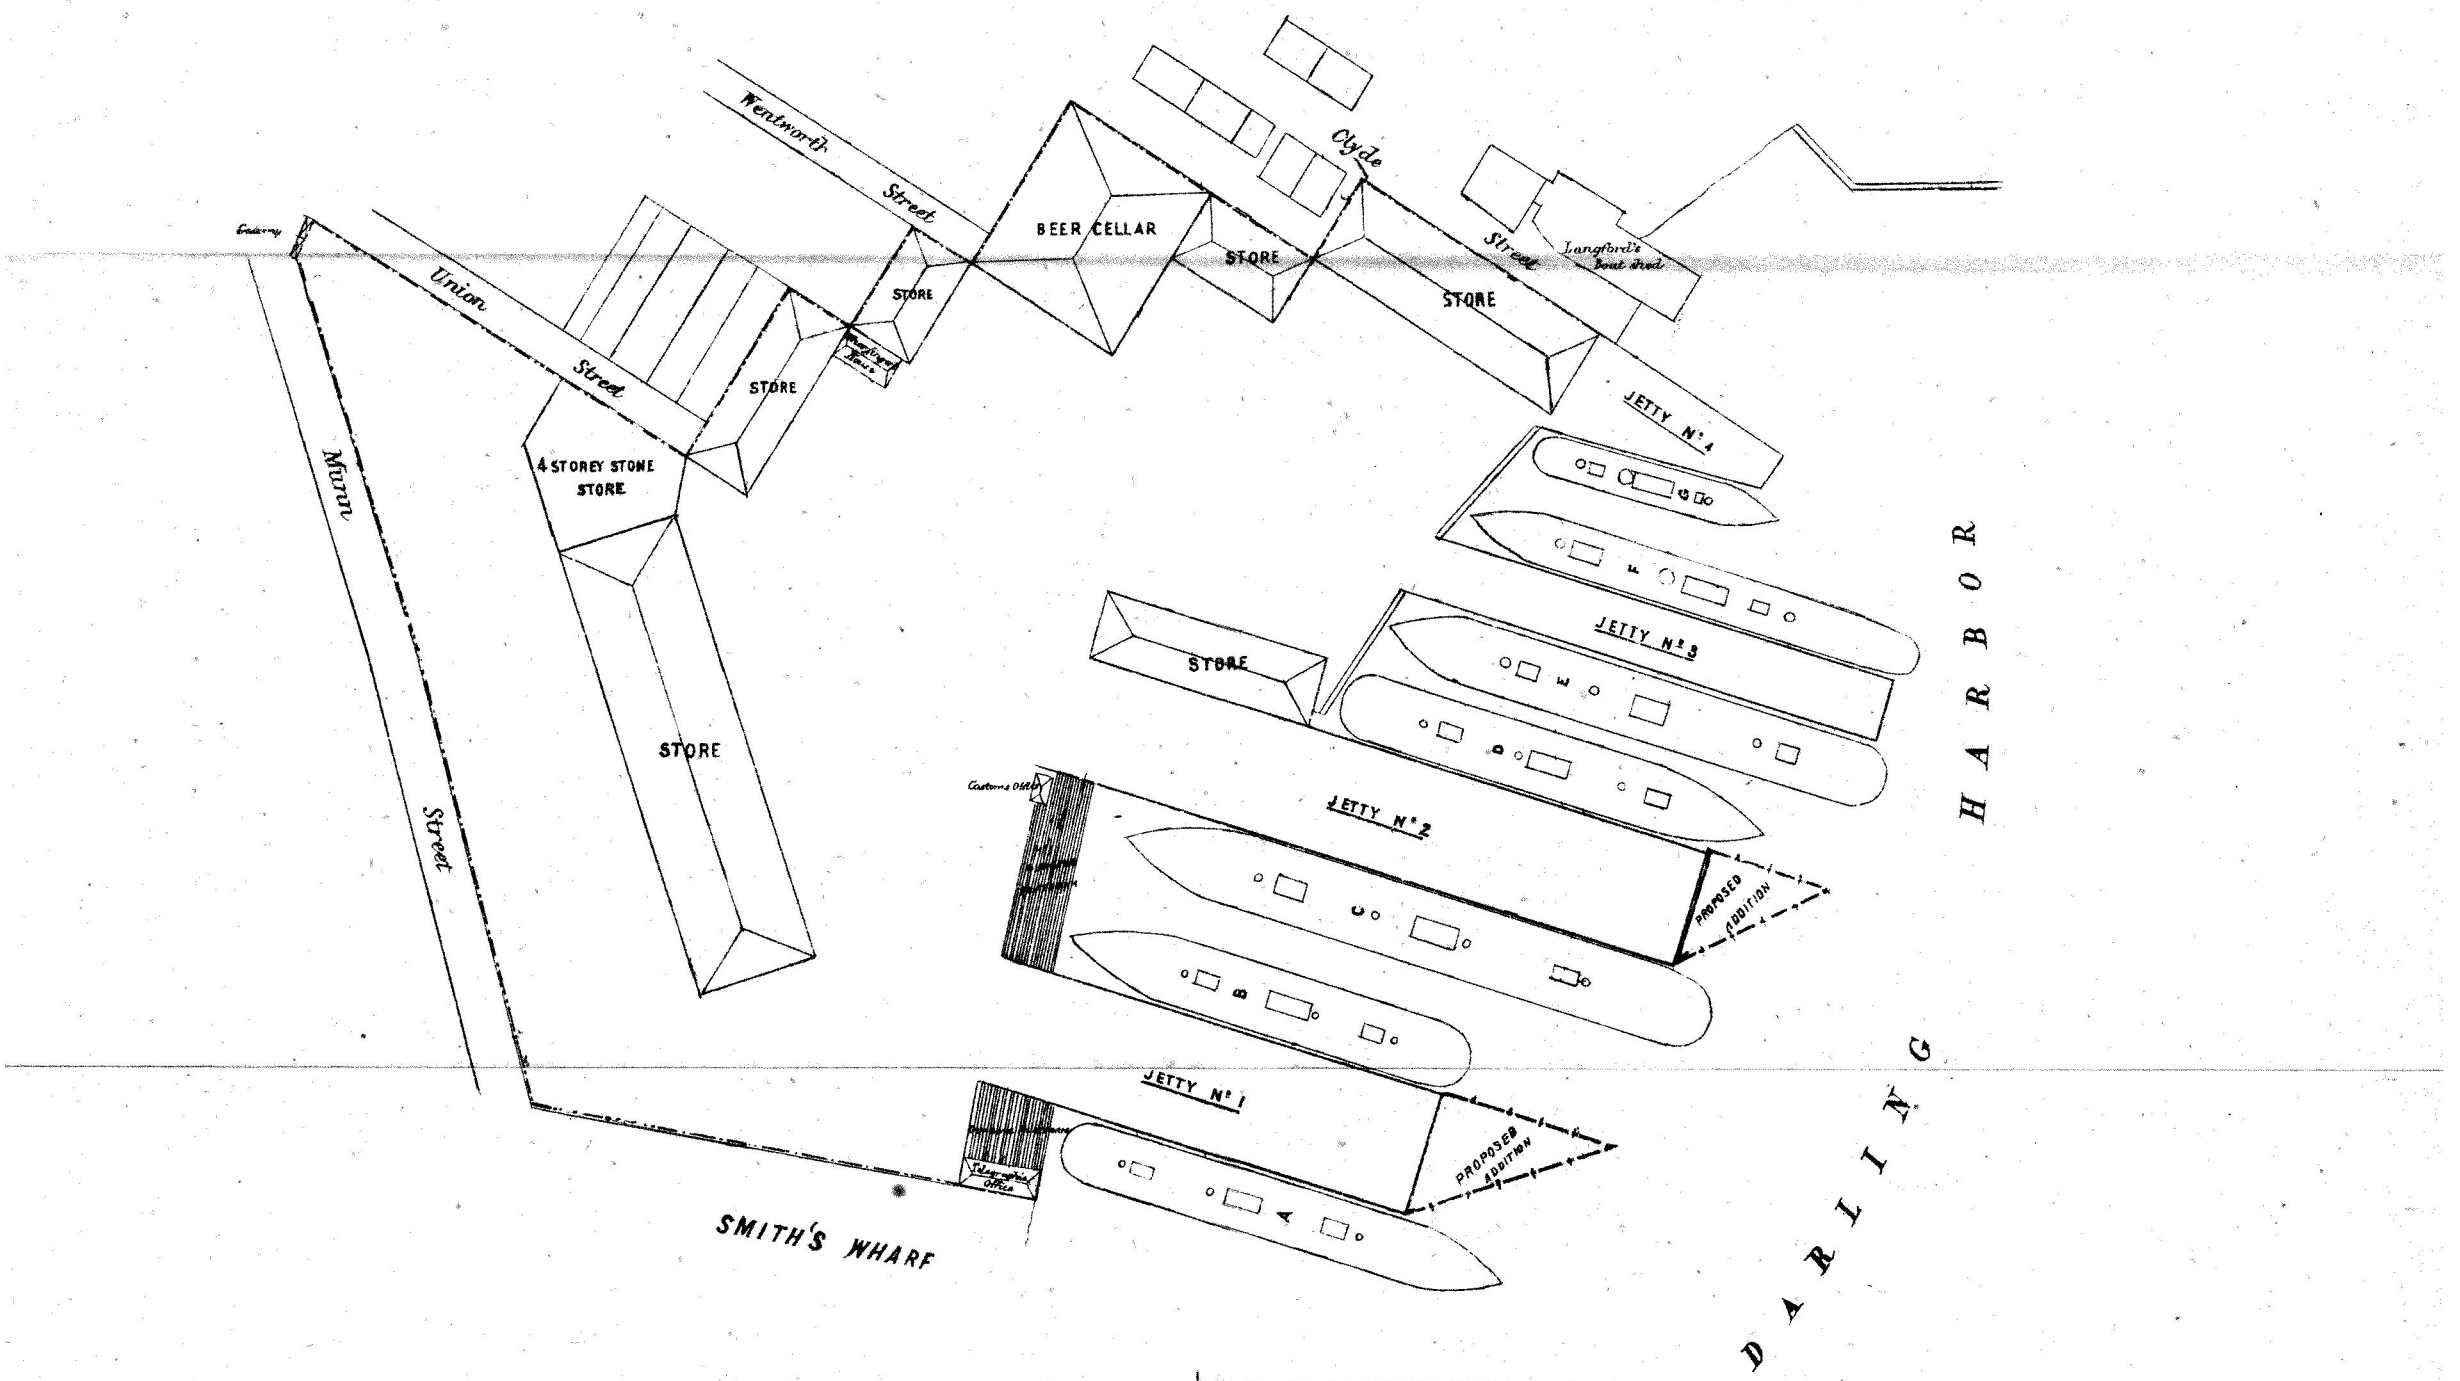 Wentworth
Street
Clyde
Street
Langford's
boat shed
BEER CELLAR
STORE
STORE
STORE
Union
Street
STORE
4 STOREY STONE
STORE
JETTY Nº 4
G
F
Munn
Street
STORE
STORE
JETTY Nº 3
E
D
Customs Office
JETTY Nº 2
PROPOSED
ADDITION
C
B
JETTY Nº 1
PROPOSED
ADDITION
Telegraphic
Office
A
SMITH'S WHARF
DARLING
HARBOR